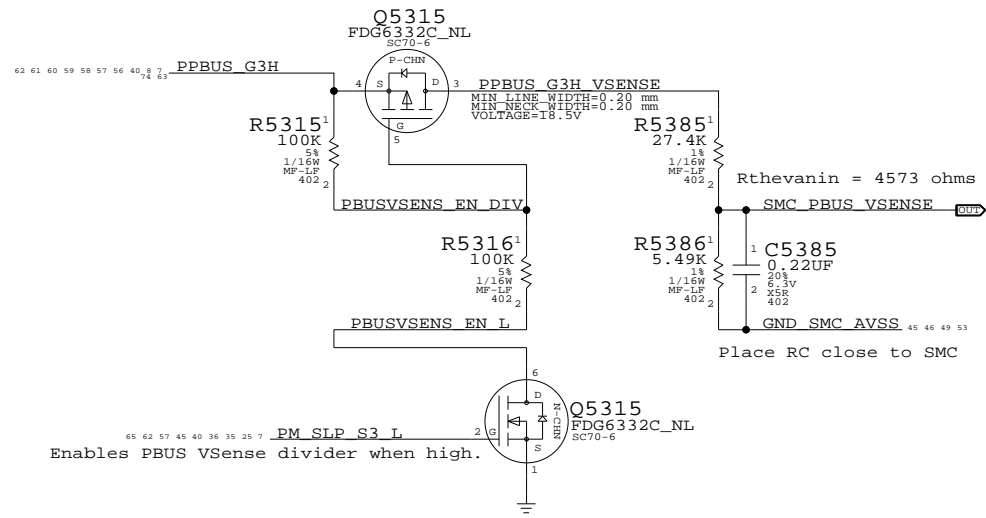 Q5315
FDG6332C_NL
SC70-6
P-CHN
62 61 60 59 58 57 56 40 8 7
74 63
PPBUS_G3H
4
S
D
3
G
5
PPBUS_G3H_VSENSE
MIN_LINE_WIDTH=0.20 mm
MIN_NECK_WIDTH=0.20 mm
VOLTAGE=18.5V
R5315
1
100K
5%
1/16W
MF-LF
402
2
R5385
1
27.4K
1%
1/16W
MF-LF
402
2
Rthevanin = 4573 ohms
PBUSVSENS_EN_DIV
SMC_PBUS_VSENSE
OUT
R5316
1
100K
5%
1/16W
MF-LF
402
2
R5386
1
5.49K
1%
1/16W
MF-LF
402
2
1
C5385
0.22UF
20%
6.3V
X5R
402
2
PBUSVSENS_EN_L
GND_SMC_AVSS
45 46 49 53
Place RC close to SMC
6
D
N-CHN
Q5315
FDG6332C_NL
SC70-6
65 62 57 45 40 36 35 25 7
PM_SLP_S3_L
2
G
S
1
Enables PBUS VSense divider when high.